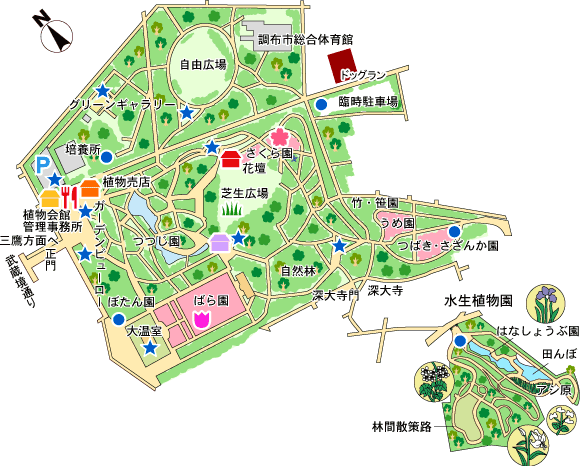 N
調布市総合体育館
自由広場
ドッグラン
グリーンギャラリー
臨時駐車場
培養所
さくら園
花壇
P
植物売店
芝生広場
竹・笹園
植物会館
管理事務所
三鷹方面へ
正門
武蔵境通り
ガーデンビューロー
つつじ園
うめ園
つばき・さざんか園
自然林
深大寺門
深大寺
ぼたん園
ばら園
大温室
水生植物園
はなしょうぶ園
田んぼ
アシ原
林間散策路